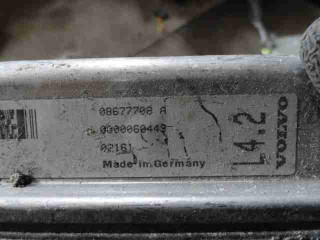 08677708 A
0000060443
02161
Made in Germany
L4.2
VOLVO